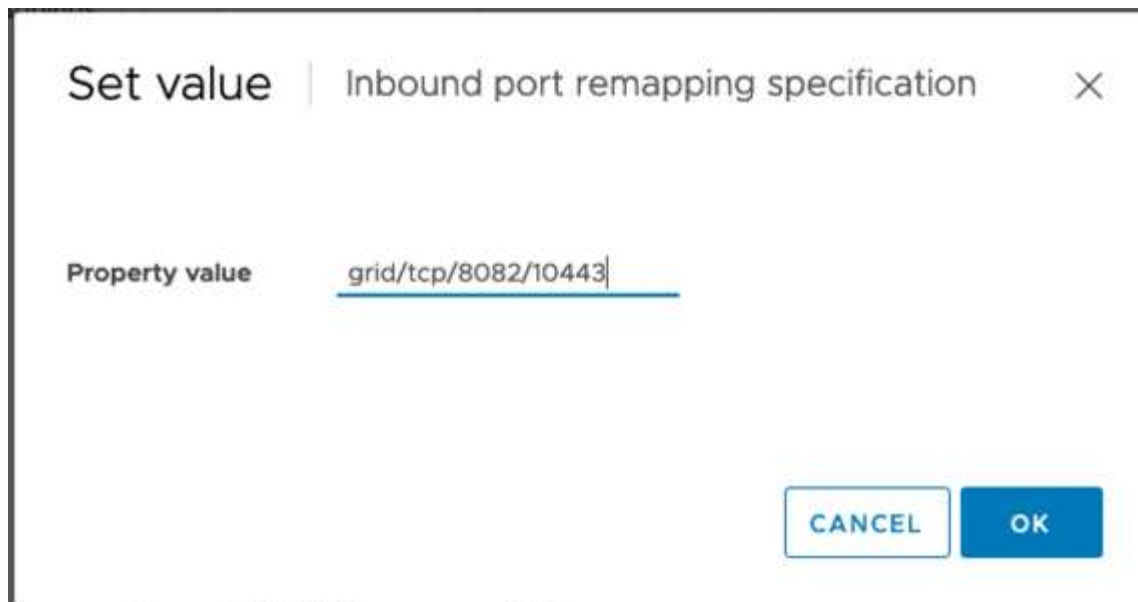 Set value
Inbound port remapping specification
Property value
grid/tcp/8082/10443
CANCEL
OK